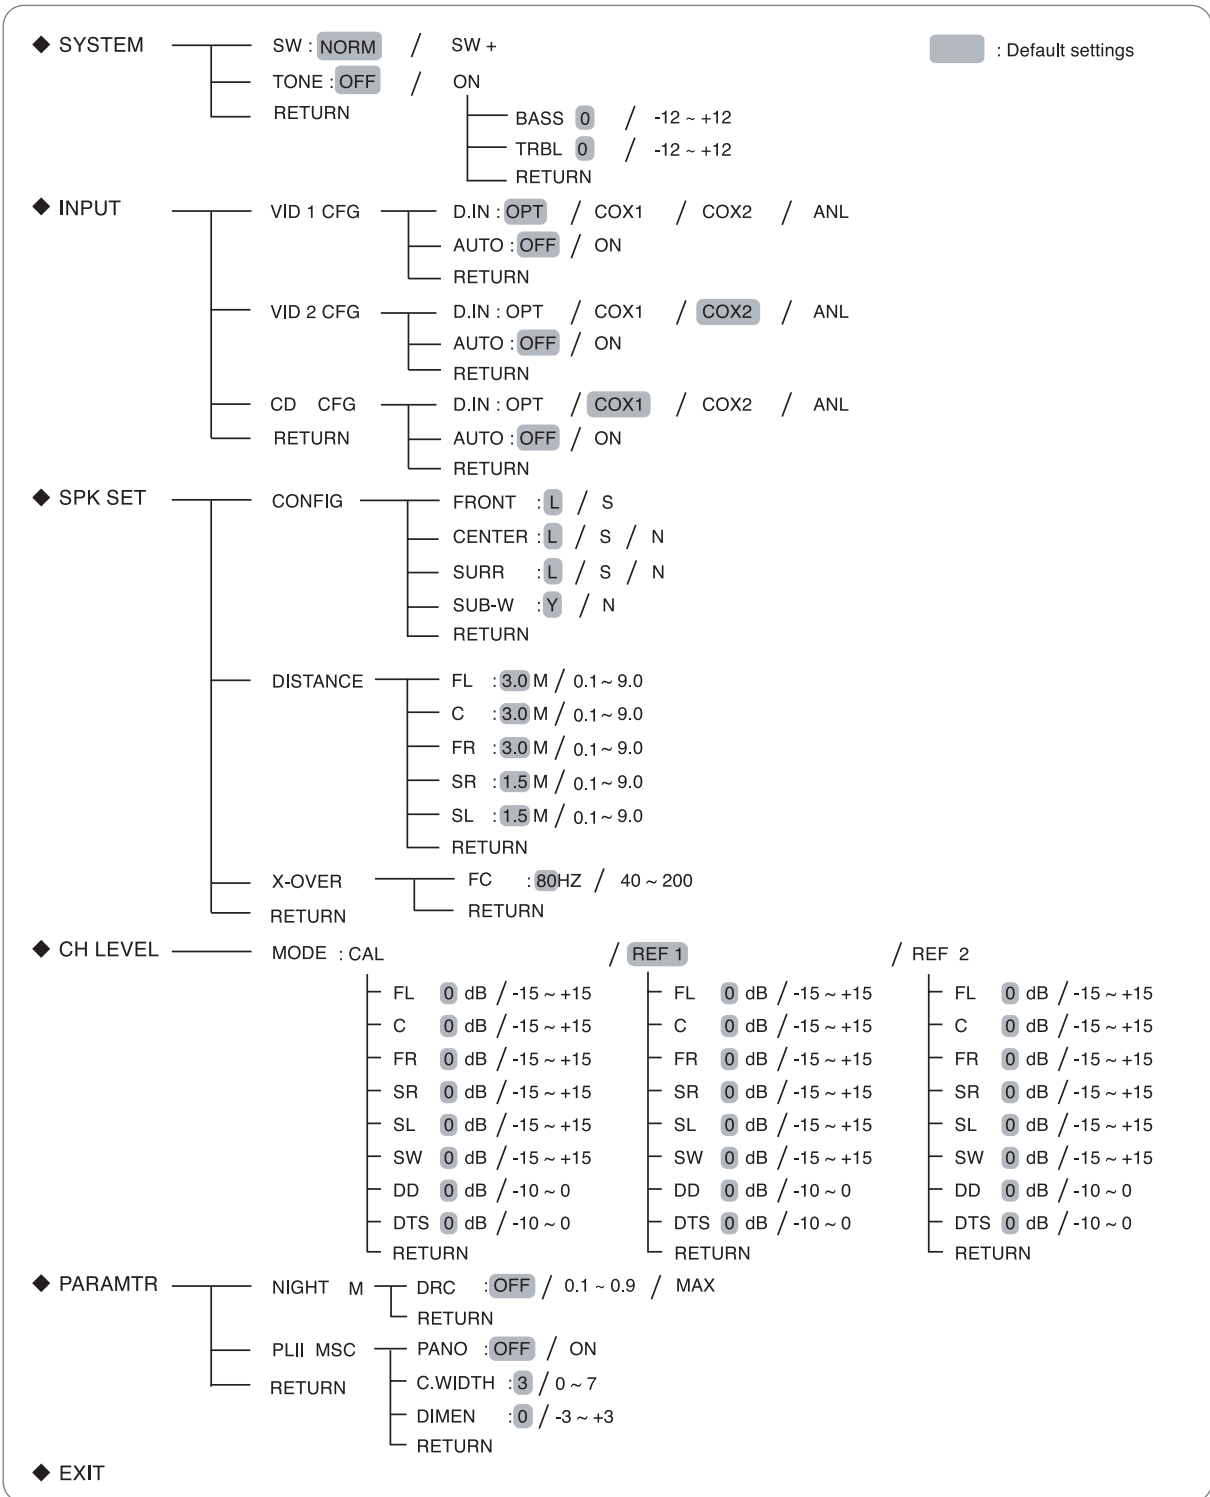 ◆ SYSTEM SW : NORM / SW +
: Default settings
TONE : OFF / ON
RETURN
BASS 0 / -12 ~ +12
TRBL 0 / -12 ~ +12
RETURN
◆ INPUT VID 1 CFG D.IN : OPT / COX1 / COX2 / ANL
AUTO : OFF / ON
RETURN
VID 2 CFG D.IN : OPT / COX1 / COX2 / ANL
AUTO : OFF / ON
RETURN
CD CFG D.IN : OPT / COX1 / COX2 / ANL
RETURN AUTO : OFF / ON
RETURN
◆ SPK SET CONFIG FRONT : L / S
CENTER : L / S / N
SURR : L / S / N
SUB-W : Y / N
RETURN
DISTANCE FL : 3.0 M / 0.1 ~ 9.0
C : 3.0 M / 0.1 ~ 9.0
FR : 3.0 M / 0.1 ~ 9.0
SR : 1.5 M / 0.1 ~ 9.0
SL : 1.5 M / 0.1 ~ 9.0
RETURN
X-OVER FC : 80HZ / 40 ~ 200
RETURN RETURN
◆ CH LEVEL MODE : CAL / REF 1 / REF 2
FL 0 dB / -15 ~ +15 FL 0 dB / -15 ~ +15 FL 0 dB / -15 ~ +15
C 0 dB / -15 ~ +15 C 0 dB / -15 ~ +15 C 0 dB / -15 ~ +15
FR 0 dB / -15 ~ +15 FR 0 dB / -15 ~ +15 FR 0 dB / -15 ~ +15
SR 0 dB / -15 ~ +15 SR 0 dB / -15 ~ +15 SR 0 dB / -15 ~ +15
SL 0 dB / -15 ~ +15 SL 0 dB / -15 ~ +15 SL 0 dB / -15 ~ +15
SW 0 dB / -15 ~ +15 SW 0 dB / -15 ~ +15 SW 0 dB / -15 ~ +15
DD 0 dB / -10 ~ 0 DD 0 dB / -10 ~ 0 DD 0 dB / -10 ~ 0
DTS 0 dB / -10 ~ 0 DTS 0 dB / -10 ~ 0 DTS 0 dB / -10 ~ 0
RETURN RETURN RETURN
◆ PARAMTR NIGHT M DRC : OFF / 0.1 ~ 0.9 / MAX
RETURN
PLII MSC PANO : OFF / ON
RETURN C.WIDTH : 3 / 0 ~ 7
DIMEN : 0 / -3 ~ +3
RETURN
◆ EXIT